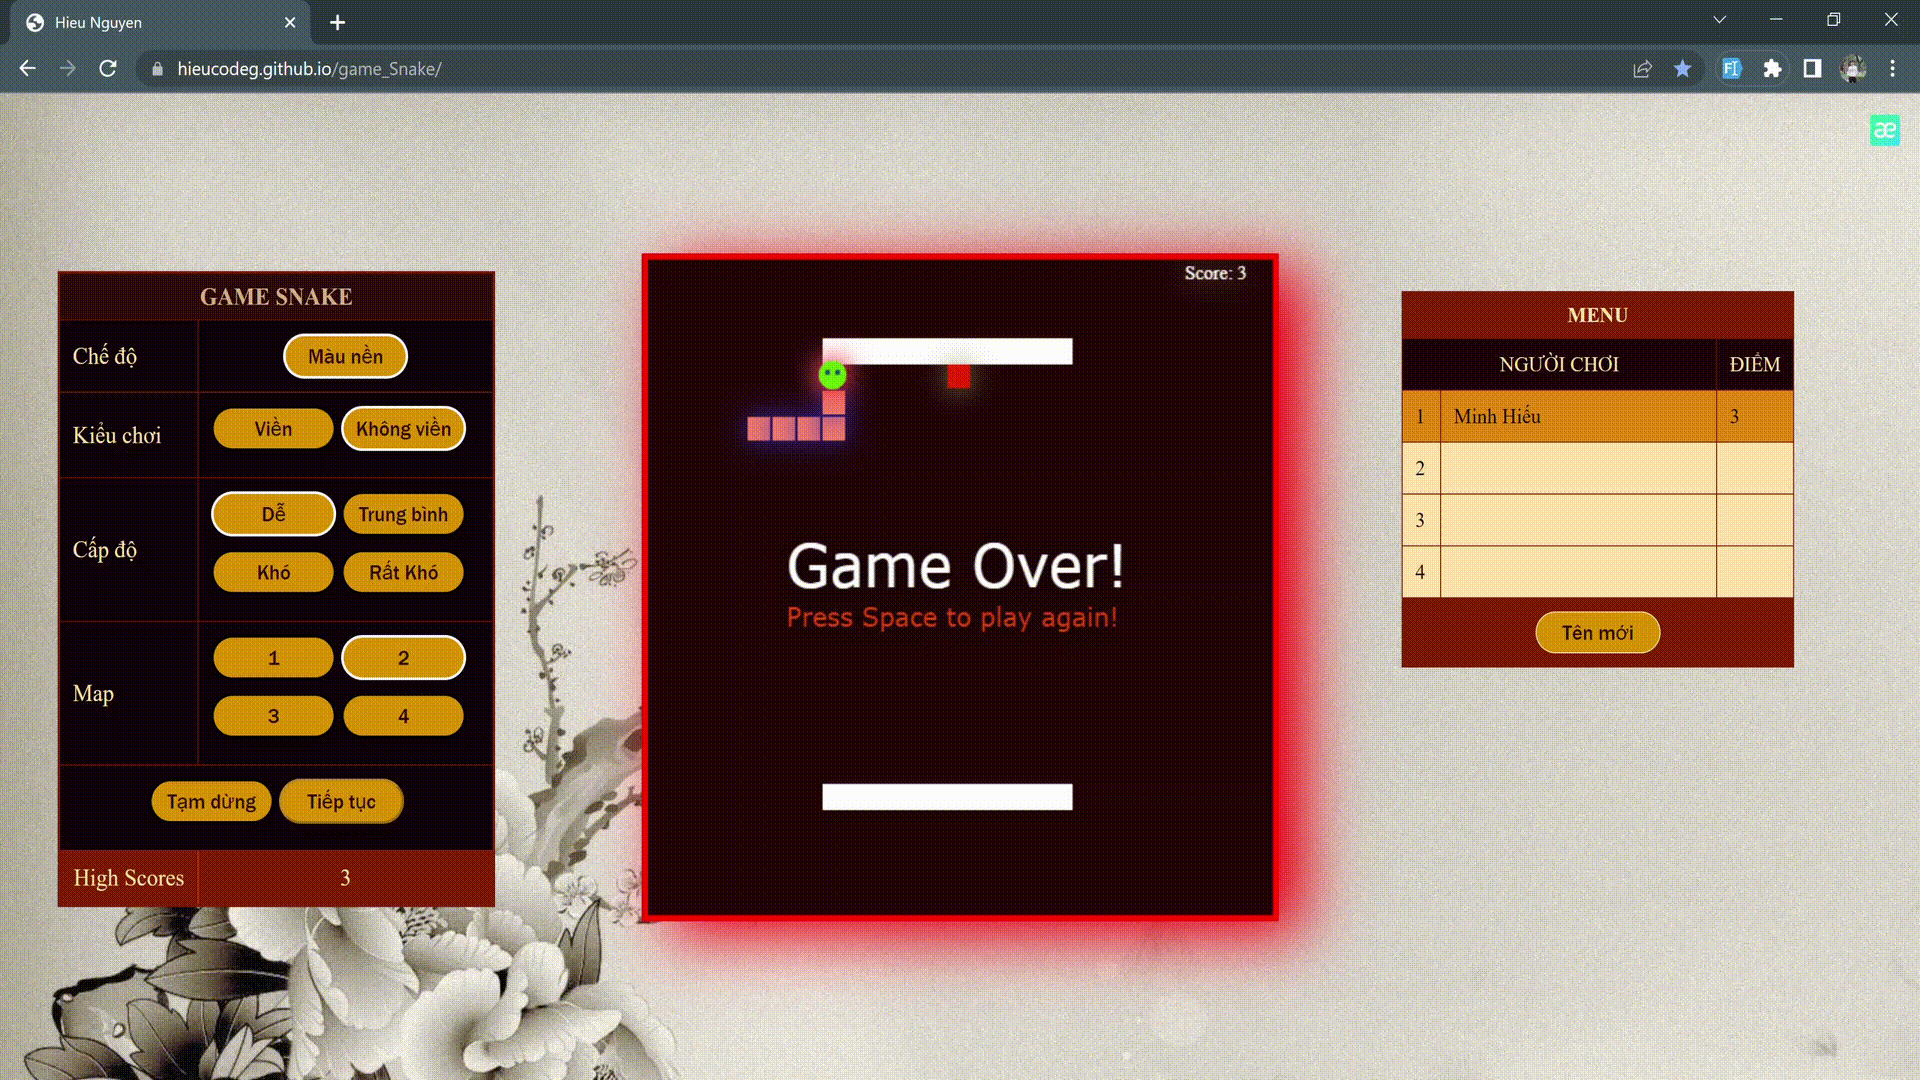 Hieu Nguyen
hieucodeg.github.io/game_Snake/
FI
æ
GAME SNAKE
Chế độ
Màu nền
Kiểu chơi
Viền
Không viền
Cấp độ
Dễ
Trung bình
Khó
Rất Khó
Map
1
2
3
4
Tạm dừng
Tiếp tục
High Scores
3
Score: 3
Game Over!
Press Space to play again!
MENU
NGƯỜI CHƠI
ĐIỂM
1
Minh Hiếu
3
2
3
4
Tên mới